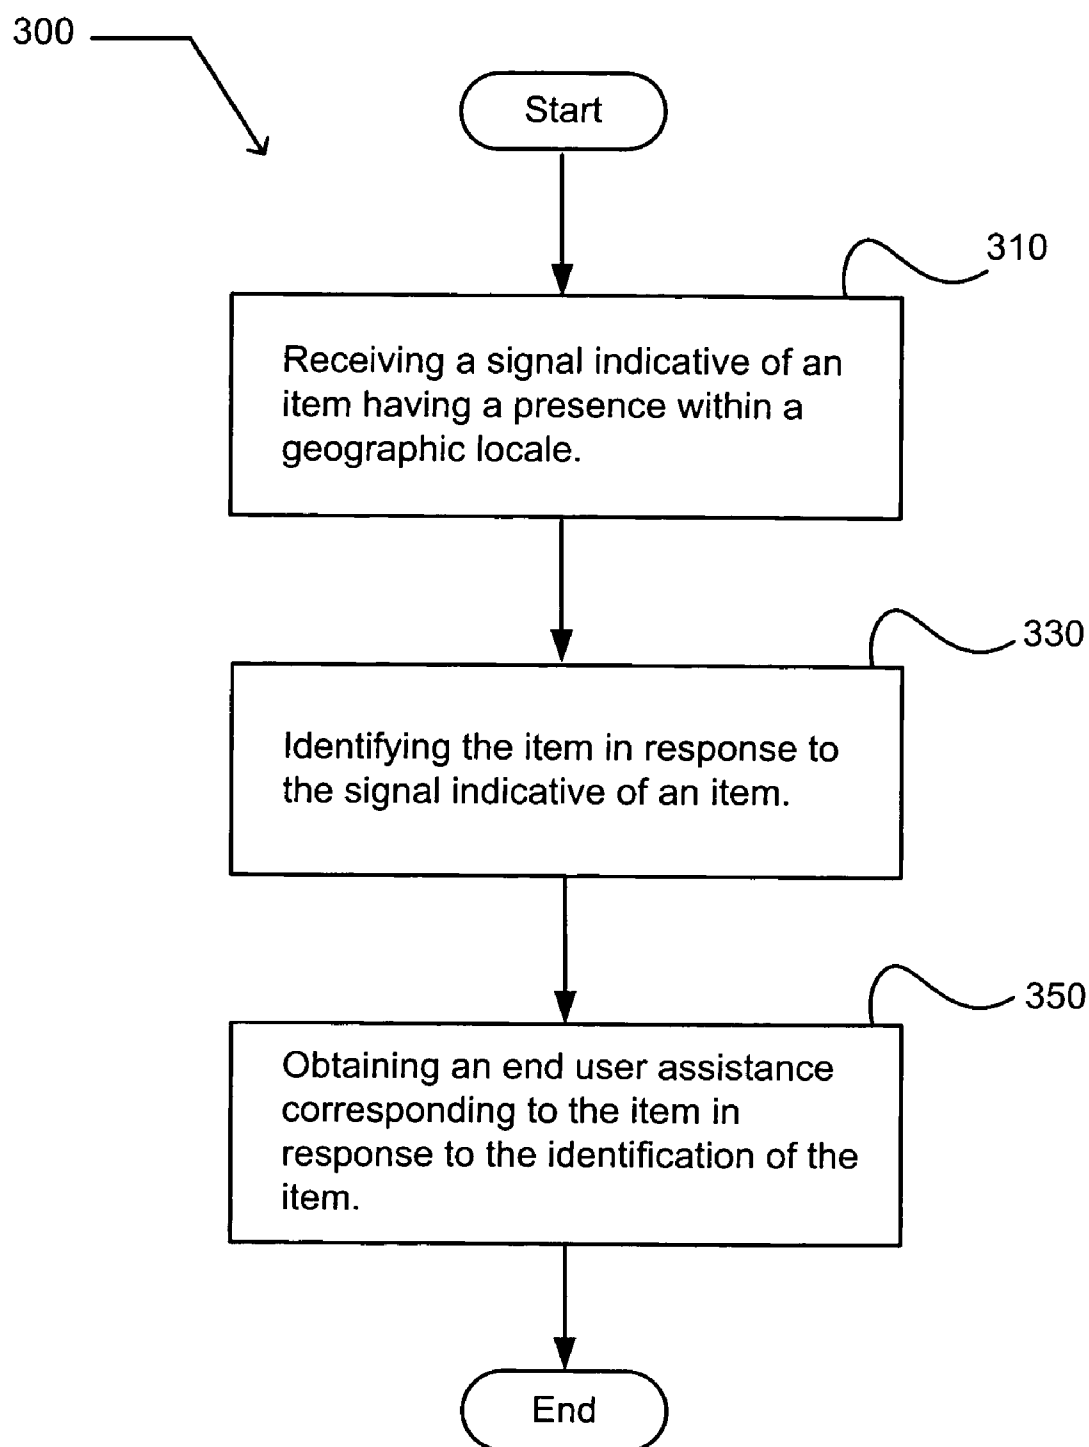 300
Start
310
Receiving a signal indicative of an
item having a presence within a
geographic locale.
330
Identifying the item in response to
the signal indicative of an item.
350
Obtaining an end user assistance
corresponding to the item in
response to the identification of the
item.
End